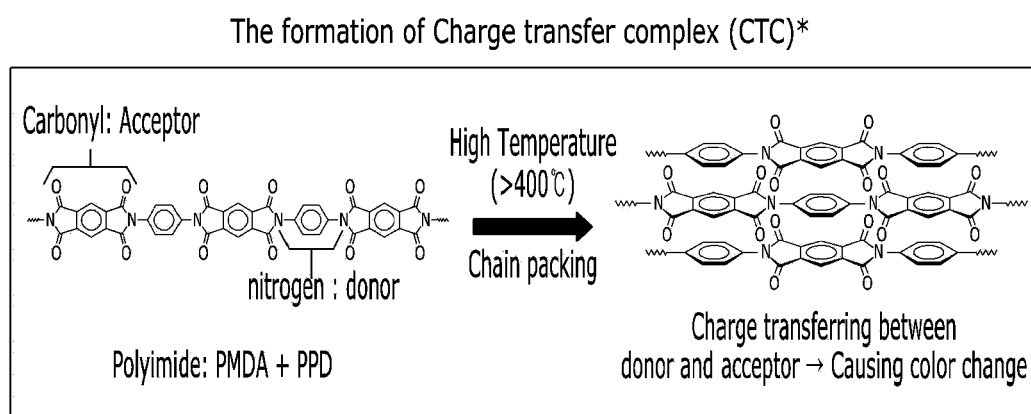 The formation of Charge transfer complex (CTC)*
Carbonyl: Acceptor
O O O O O O
N N N N N N
O O O O O O
nitrogen : donor
Polyimide: PMDA + PPD
High Temperature
(>400℃)
Chain packing
O O
N N
O O
O O O O
N N N N
O O O O
O O
N N
O O
Charge transferring between
donor and acceptor → Causing color change